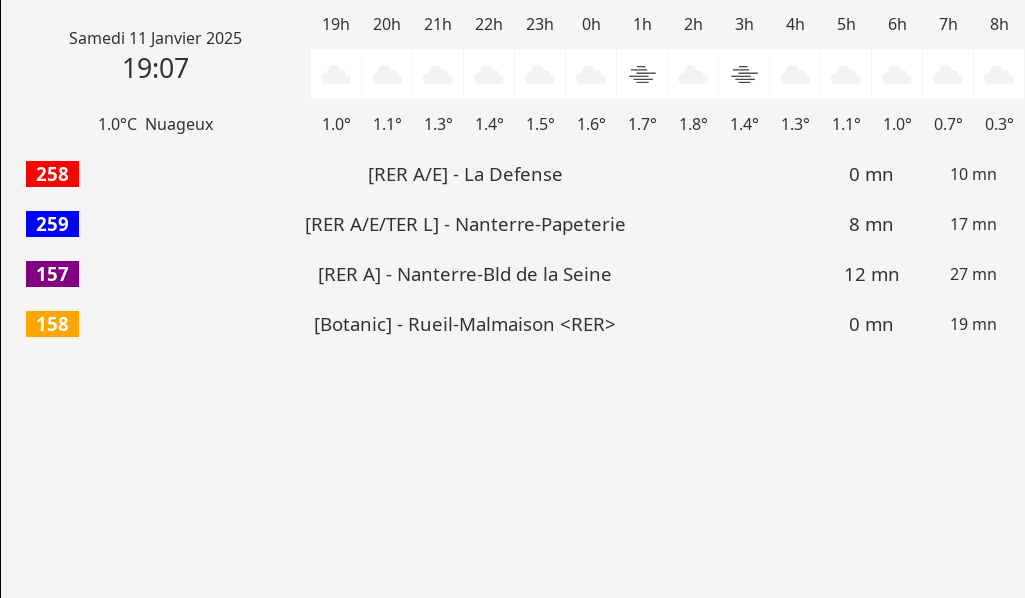 Samedi 11 Janvier 2025
19:07
1.0°C Nuageux
19h 20h 21h 22h 23h 0h 1h 2h 3h 4h 5h 6h 7h 8h
1.0° 1.1° 1.3° 1.4° 1.5° 1.6° 1.7° 1.8° 1.4° 1.3° 1.1° 1.0° 0.7° 0.3°
258 [RER A/E] - La Defense 0 mn 10 mn
259 [RER A/E/TER L] - Nanterre-Papeterie 8 mn 17 mn
157 [RER A] - Nanterre-Bld de la Seine 12 mn 27 mn
158 [Botanic] - Rueil-Malmaison <RER> 0 mn 19 mn